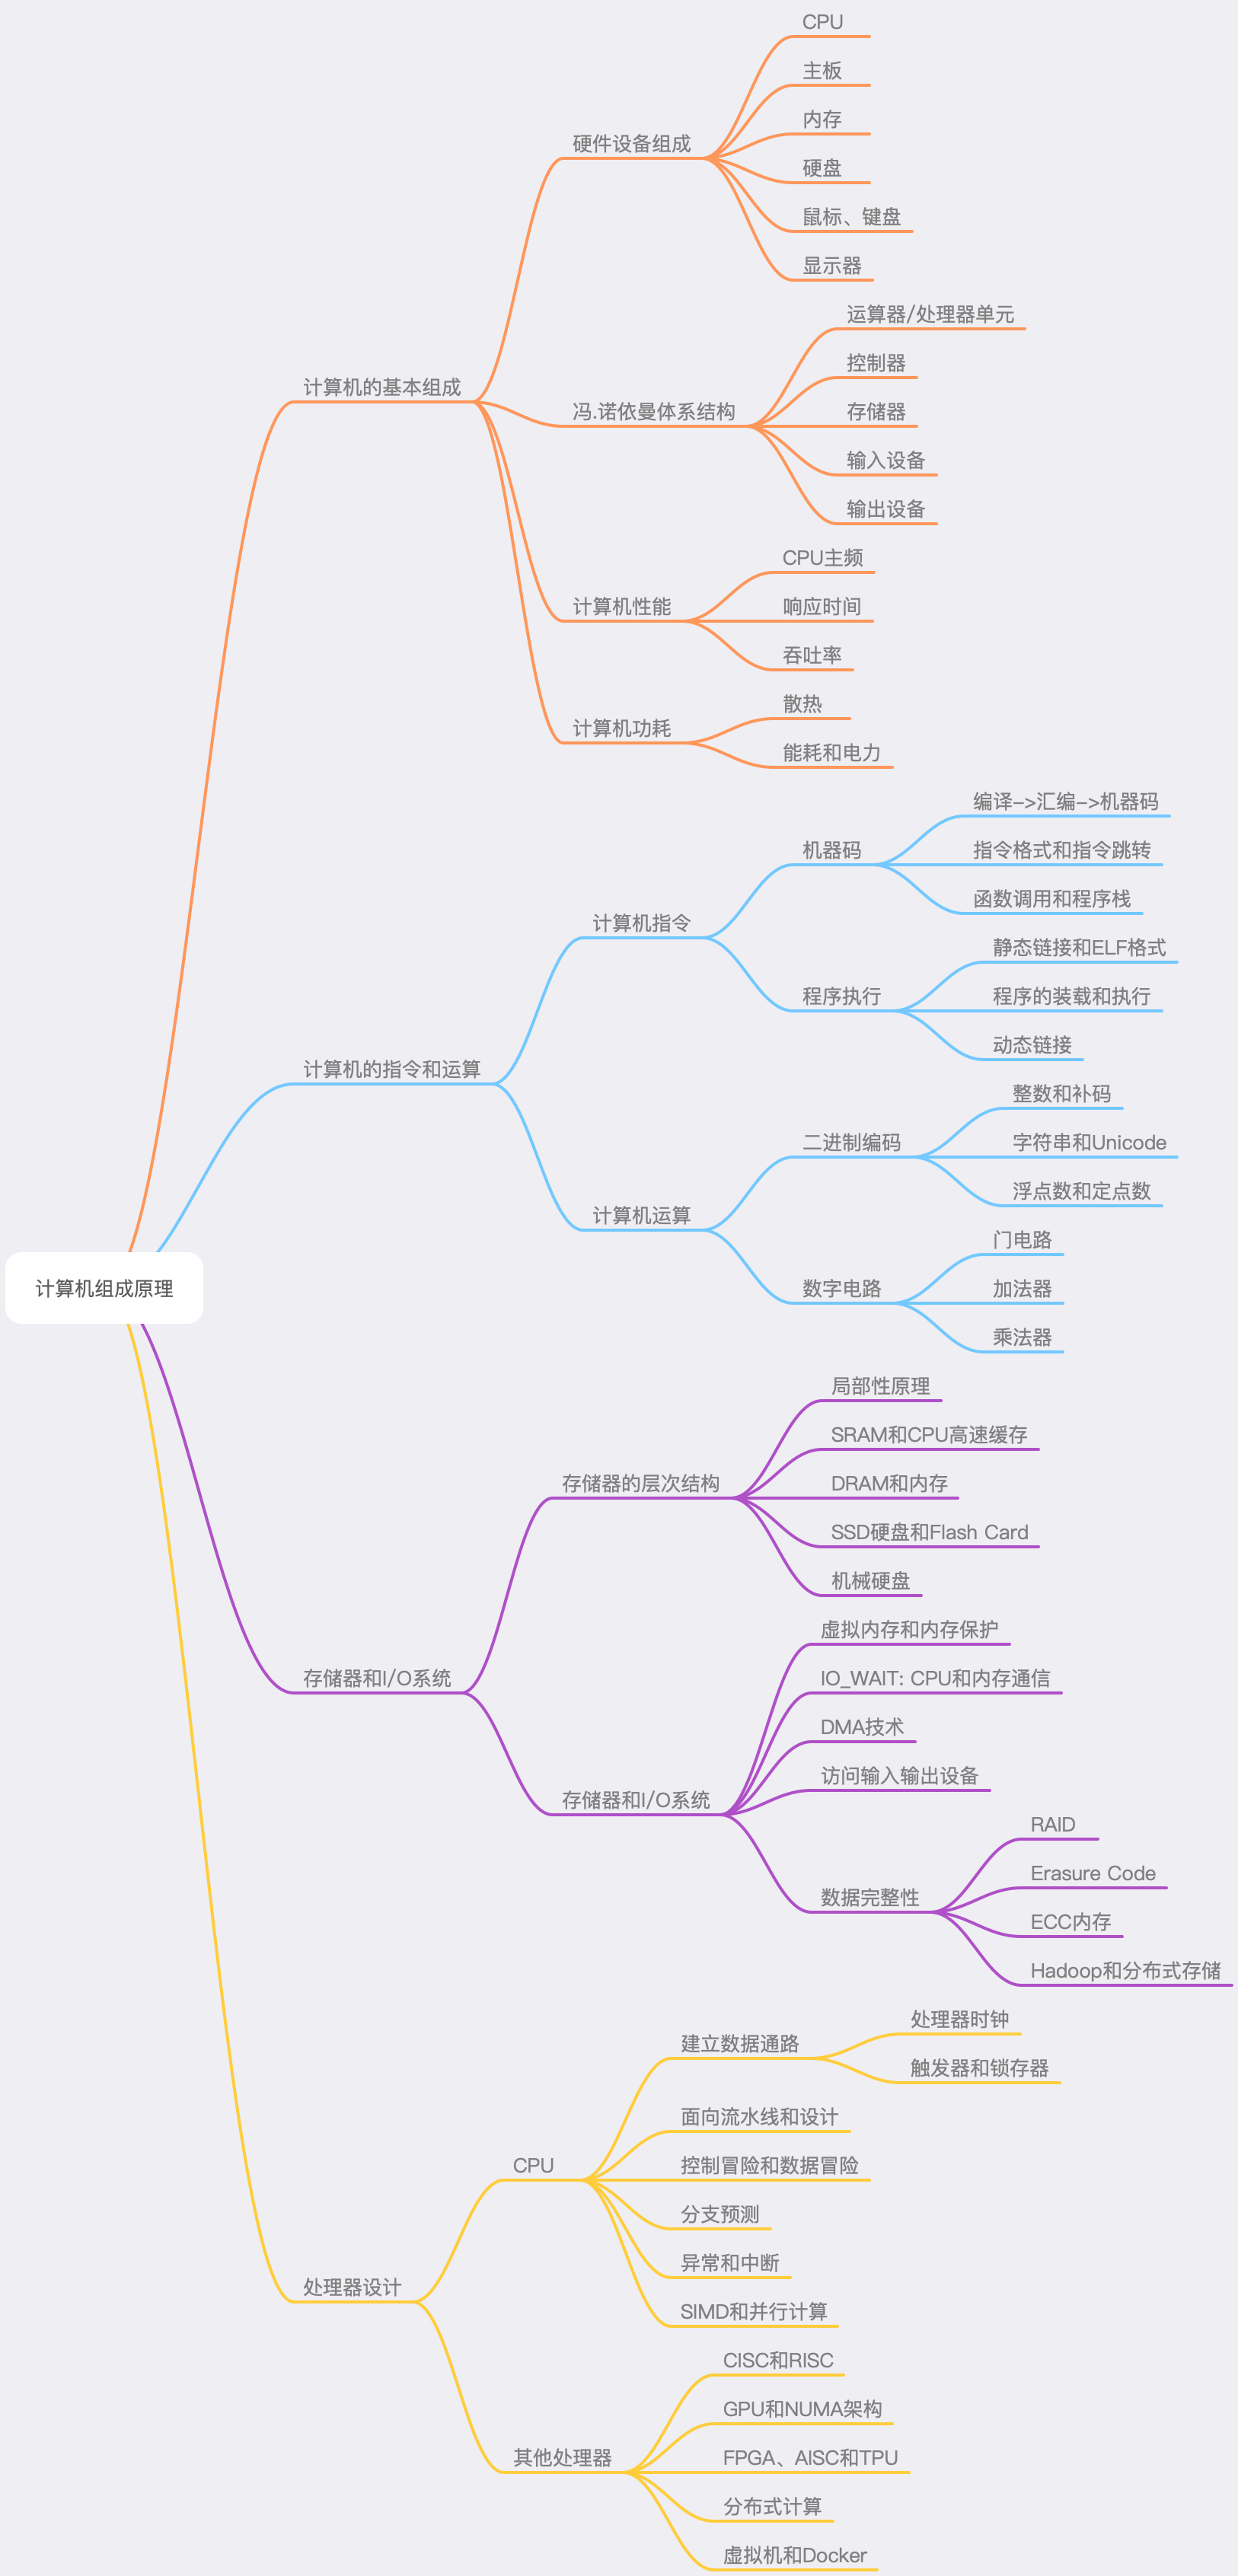 CPU
主板
内存
硬件设备组成
硬盘
鼠标、键盘
显示器
运算器/处理器单元
控制器
计算机的基本组成
冯.诺依曼体系结构
存储器
输入设备
输出设备
CPU主频
计算机性能
响应时间
吞吐率
散热
计算机功耗
能耗和电力
编译->汇编->机器码
机器码
指令格式和指令跳转
函数调用和程序栈
计算机指令
静态链接和ELF格式
程序执行
程序的装载和执行
动态链接
计算机的指令和运算
整数和补码
二进制编码
字符串和Unicode
浮点数和定点数
计算机运算
门电路
数字电路
加法器
乘法器
计算机组成原理
局部性原理
SRAM和CPU高速缓存
存储器的层次结构
DRAM和内存
SSD硬盘和Flash Card
机械硬盘
虚拟内存和内存保护
存储器和I/O系统
IO_WAIT: CPU和内存通信
DMA技术
访问输入输出设备
存储器和I/O系统
RAID
Erasure Code
数据完整性
ECC内存
Hadoop和分布式存储
处理器时钟
建立数据通路
触发器和锁存器
面向流水线和设计
CPU
控制冒险和数据冒险
分支预测
异常和中断
处理器设计
SIMD和并行计算
CISC和RISC
GPU和NUMA架构
其他处理器
FPGA、AISC和TPU
分布式计算
虚拟机和Docker